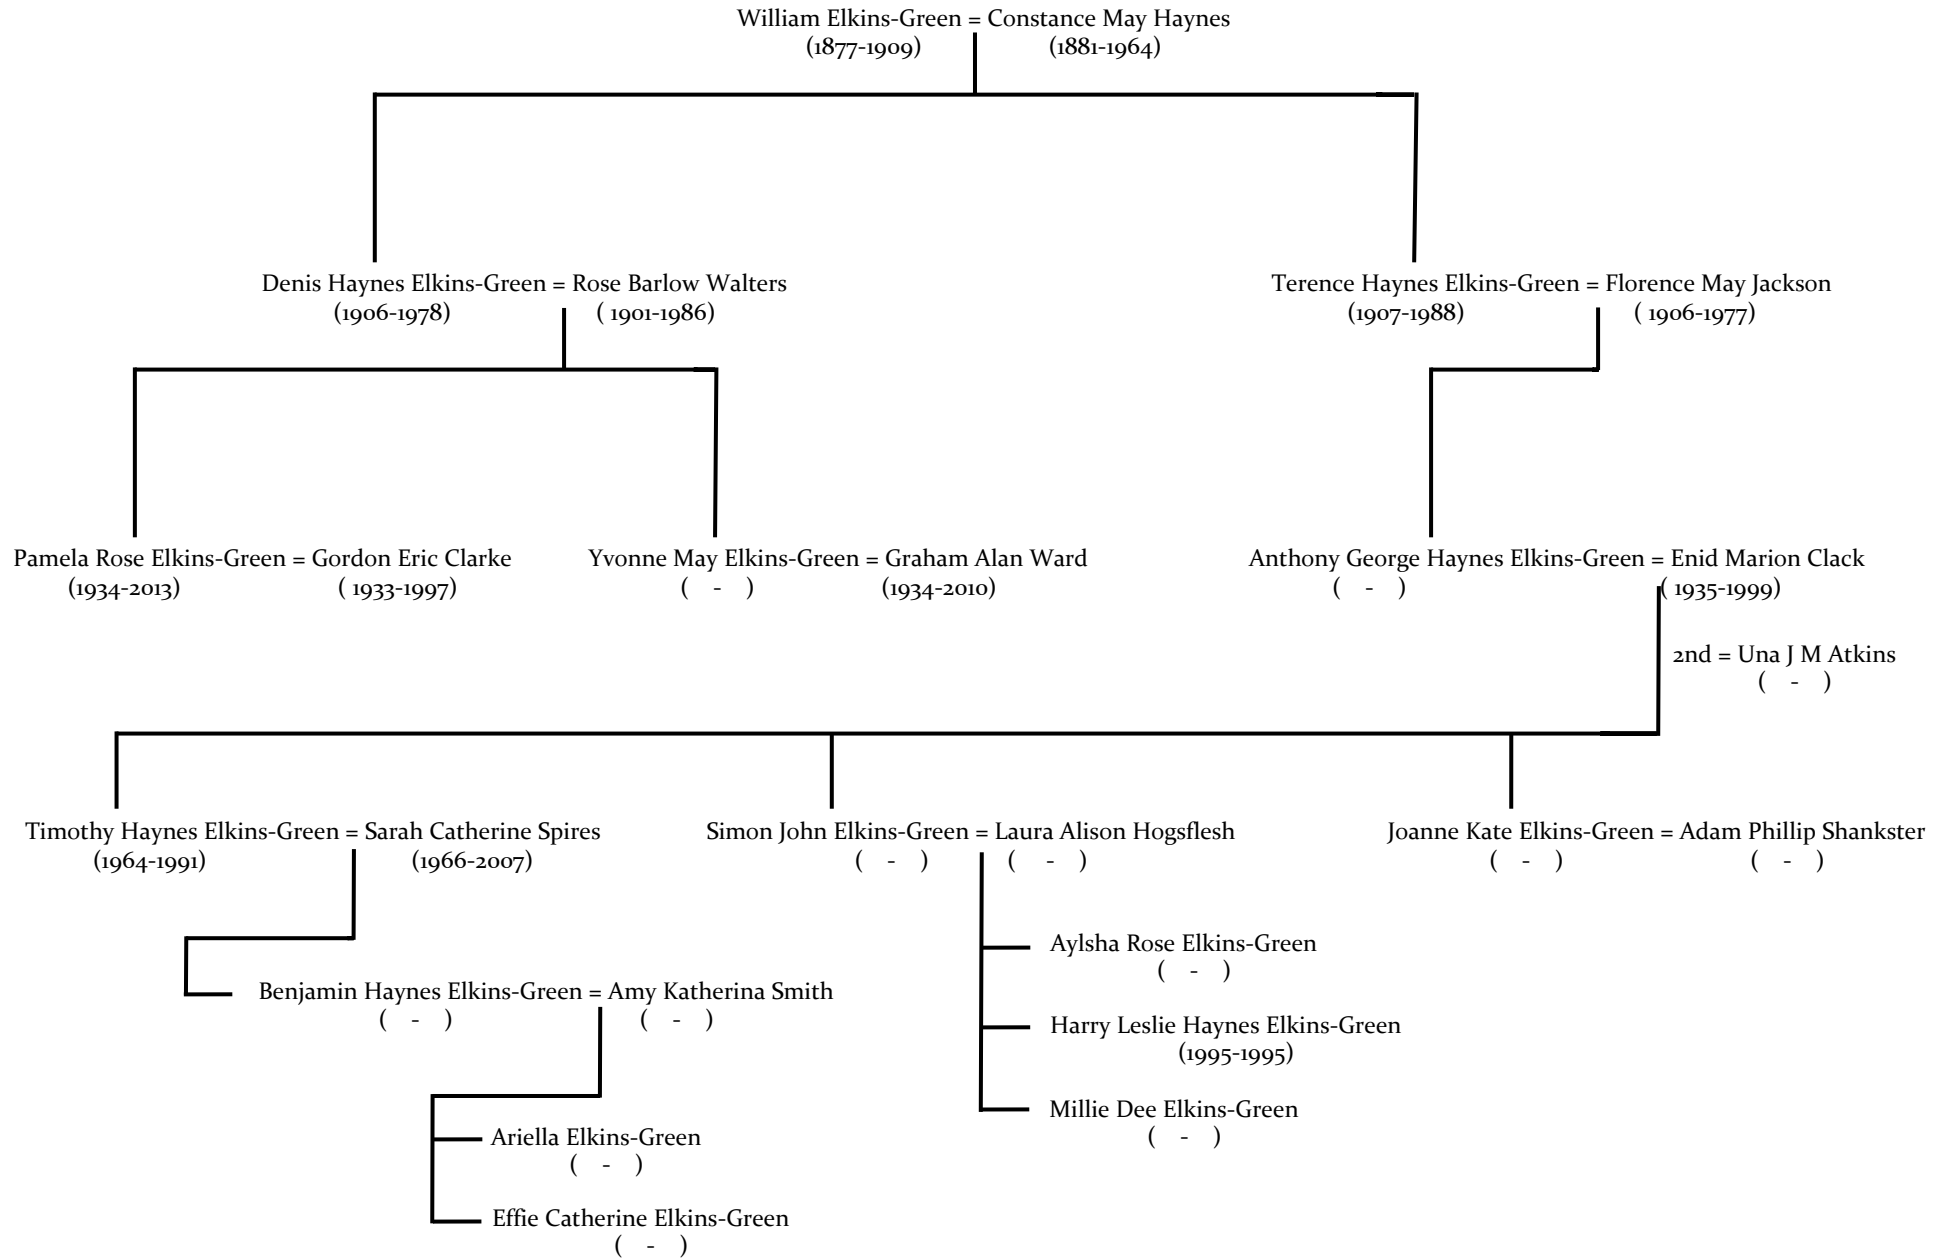 William Elkins-Green = Constance May Haynes
(1877-1909) (1881-1964)
Denis Haynes Elkins-Green = Rose Barlow Walters
(1906-1978) ( 1901-1986)
Terence Haynes Elkins-Green = Florence May Jackson
(1907-1988) ( 1906-1977)
Pamela Rose Elkins-Green = Gordon Eric Clarke
(1934-2013) ( 1933-1997)
Yvonne May Elkins-Green = Graham Alan Ward
( - ) (1934-2010)
Anthony George Haynes Elkins-Green = Enid Marion Clack
( - ) ( 1935-1999)
2nd = Una J M Atkins
( - )
Timothy Haynes Elkins-Green = Sarah Catherine Spires
(1964-1991) (1966-2007)
Simon John Elkins-Green = Laura Alison Hogsflesh
( - ) ( - )
Joanne Kate Elkins-Green = Adam Phillip Shankster
( - ) ( - )
Aylsha Rose Elkins-Green
( - )
Harry Leslie Haynes Elkins-Green
(1995-1995)
Millie Dee Elkins-Green
( - )
Benjamin Haynes Elkins-Green = Amy Katherina Smith
( - ) ( - )
Ariella Elkins-Green
( - )
Effie Catherine Elkins-Green
( - )